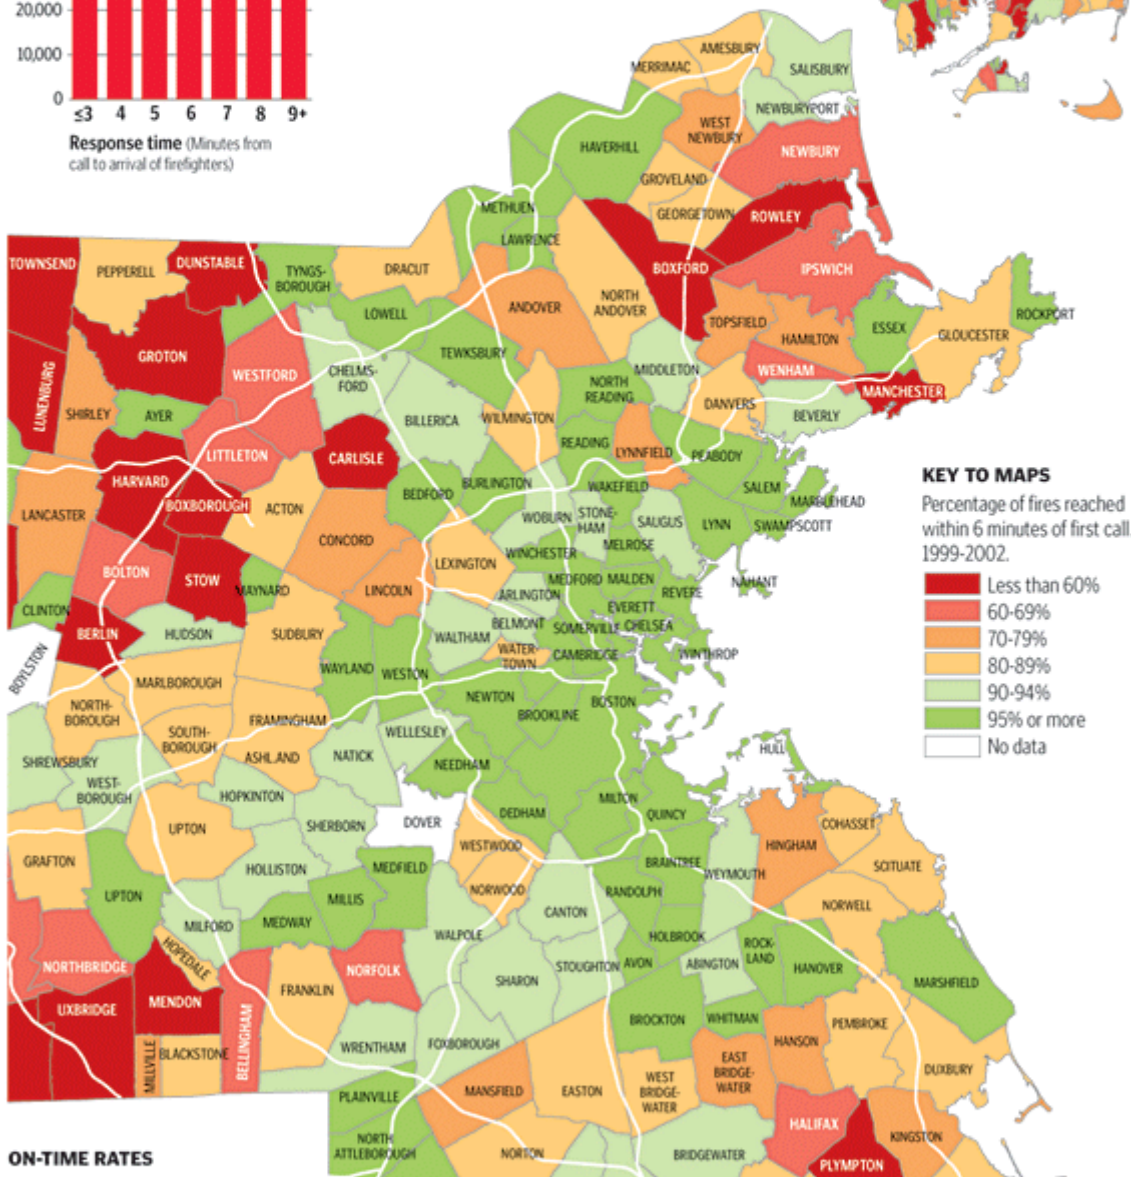 20,000
10,000
0
≤3 4 5 6 7 8 9+
Response time (Minutes from
call to arrival of firefighters)
AMESBURY
MERRIMAC
SALISBURY
NEWBURYPORT
WEST
NEWBURY
HAVERHILL
NEWBURY
GROVELAND
METHUEN
GEORGETOWN
ROWLEY
LAWRENCE
TOWNSEND
PEPPERELL
DUNSTABLE
TYNGS-
BOROUGH
DRACUT
BOXFORD
IPSWICH
NORTH
ANDOVER
ANDOVER
LOWELL
TOPSFIELD
HAMILTON
ESSEX
GLOUCESTER
ROCKPORT
GROTON
TEWKSBURY
WESTFORD
CHELMS-
FORD
MIDDLETON
WENHAM
MANCHESTER
LUNENBURG
SHIRLEY
AYER
NORTH
READING
DANVERS
BEVERLY
BILLERICA
WILMINGTON
LITTLETON
CARLISLE
READING
LYNNFIELD
PEABODY
HARVARD
BOXBOROUGH
ACTON
BEDFORD
BURLINGTON
WAKEFIELD
SALEM
MARBLEHEAD
LANCASTER
WOBURN
STONE-
HAM
SAUGUS
LYNN
SWAMPSCOTT
CONCORD
MELROSE
WINCHESTER
LEXINGTON
BOLTON
STOW
MAYNARD
LINCOLN
MEDFORD
MALDEN
REVERE
NAHANT
ARLINGTON
EVERETT
CLINTON
BERLIN
HUDSON
SUDBURY
WALTHAM
BELMONT
SOMERVILLE
CHELSEA
WATER-
TOWN
CAMBRIDGE
WINTHROP
BOYLSTON
WAYLAND
WESTON
MARLBOROUGH
NEWTON
BOSTON
BROOKLINE
NORTH-
BOROUGH
FRAMINGHAM
SOUTH-
BOROUGH
WELLESLEY
ASHLAND
NATICK
NEEDHAM
HULL
SHREWSBURY
WEST-
BOROUGH
HOPKINTON
SHERBORN
DOVER
DEDHAM
MILTON
QUINCY
UPTON
COHASSET
HINGHAM
WESTWOOD
GRAFTON
HOLLISTON
MEDFIELD
BRAINTREE
WEYMOUTH
SCITUATE
UPTON
MILLIS
NORWOOD
RANDOLPH
NORWELL
CANTON
MILFORD
MEDWAY
WALPOLE
HOLBROOK
HOPEDALE
NORTHBRIDGE
NORFOLK
STOUGHTON
AVON
ABINGTON
ROCK-
LAND
HANOVER
SHARON
MARSHFIELD
FRANKLIN
UXBRIDGE
MENDON
BROCKTON
WHITMAN
PEMBROKE
HANSON
BELLINGHAM
MILLVILLE
BLACKSTONE
WRENTHAM
FOXBOROUGH
EAST
BRIDGE-
WATER
DUXBURY
PLAINVILLE
MANSFIELD
EASTON
WEST
BRIDGE-
WATER
HALIFAX
KINGSTON
NORTH
ATTLEBOROUGH
NORTON
BRIDGEWATER
PLYMPTON
KEY TO MAPS
Percentage of fires reached
within 6 minutes of first call
1999-2002.
Less than 60%
60-69%
70-79%
80-89%
90-94%
95% or more
No data
ON-TIME RATES